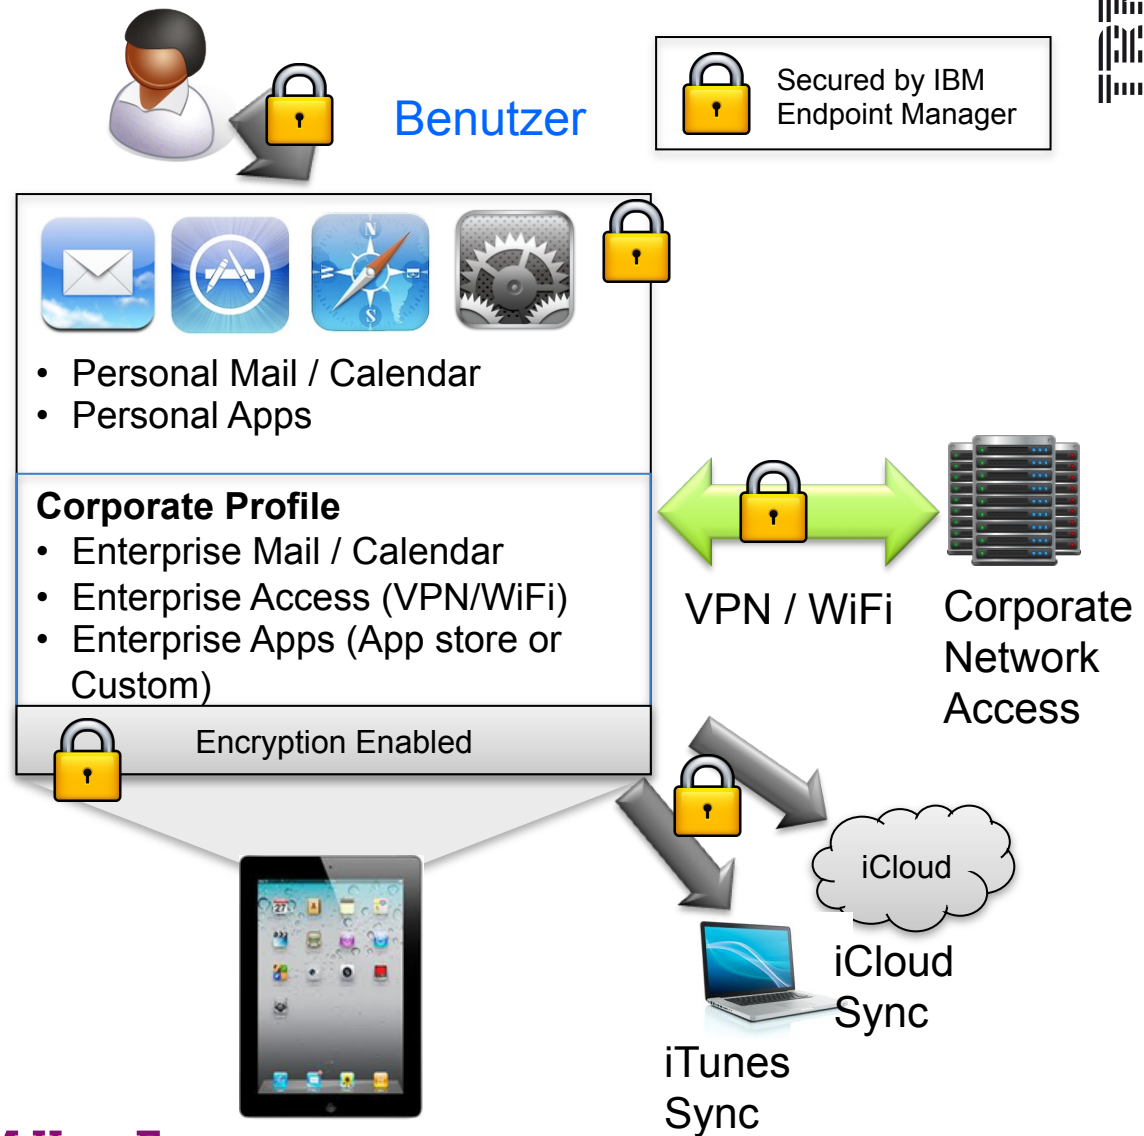 Benutzer
Secured by IBM
Endpoint Manager
• Personal Mail / Calendar
• Personal Apps
Corporate Profile
• Enterprise Mail / Calendar
• Enterprise Access (VPN/WiFi)
• Enterprise Apps (App store or
Custom)
Encryption Enabled
VPN / WiFi
Corporate
Network
Access
iCloud
iCloud
Sync
iTunes
Sync